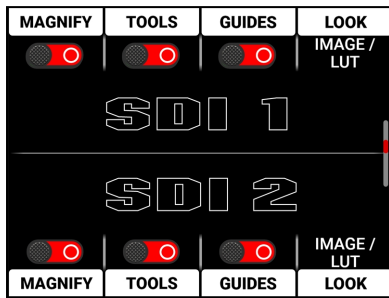 MAGNIFY TOOLS GUIDES LOOK
IMAGE /
LUT
SDI 1
SDI 2
IMAGE /
LUT
MAGNIFY TOOLS GUIDES LOOK